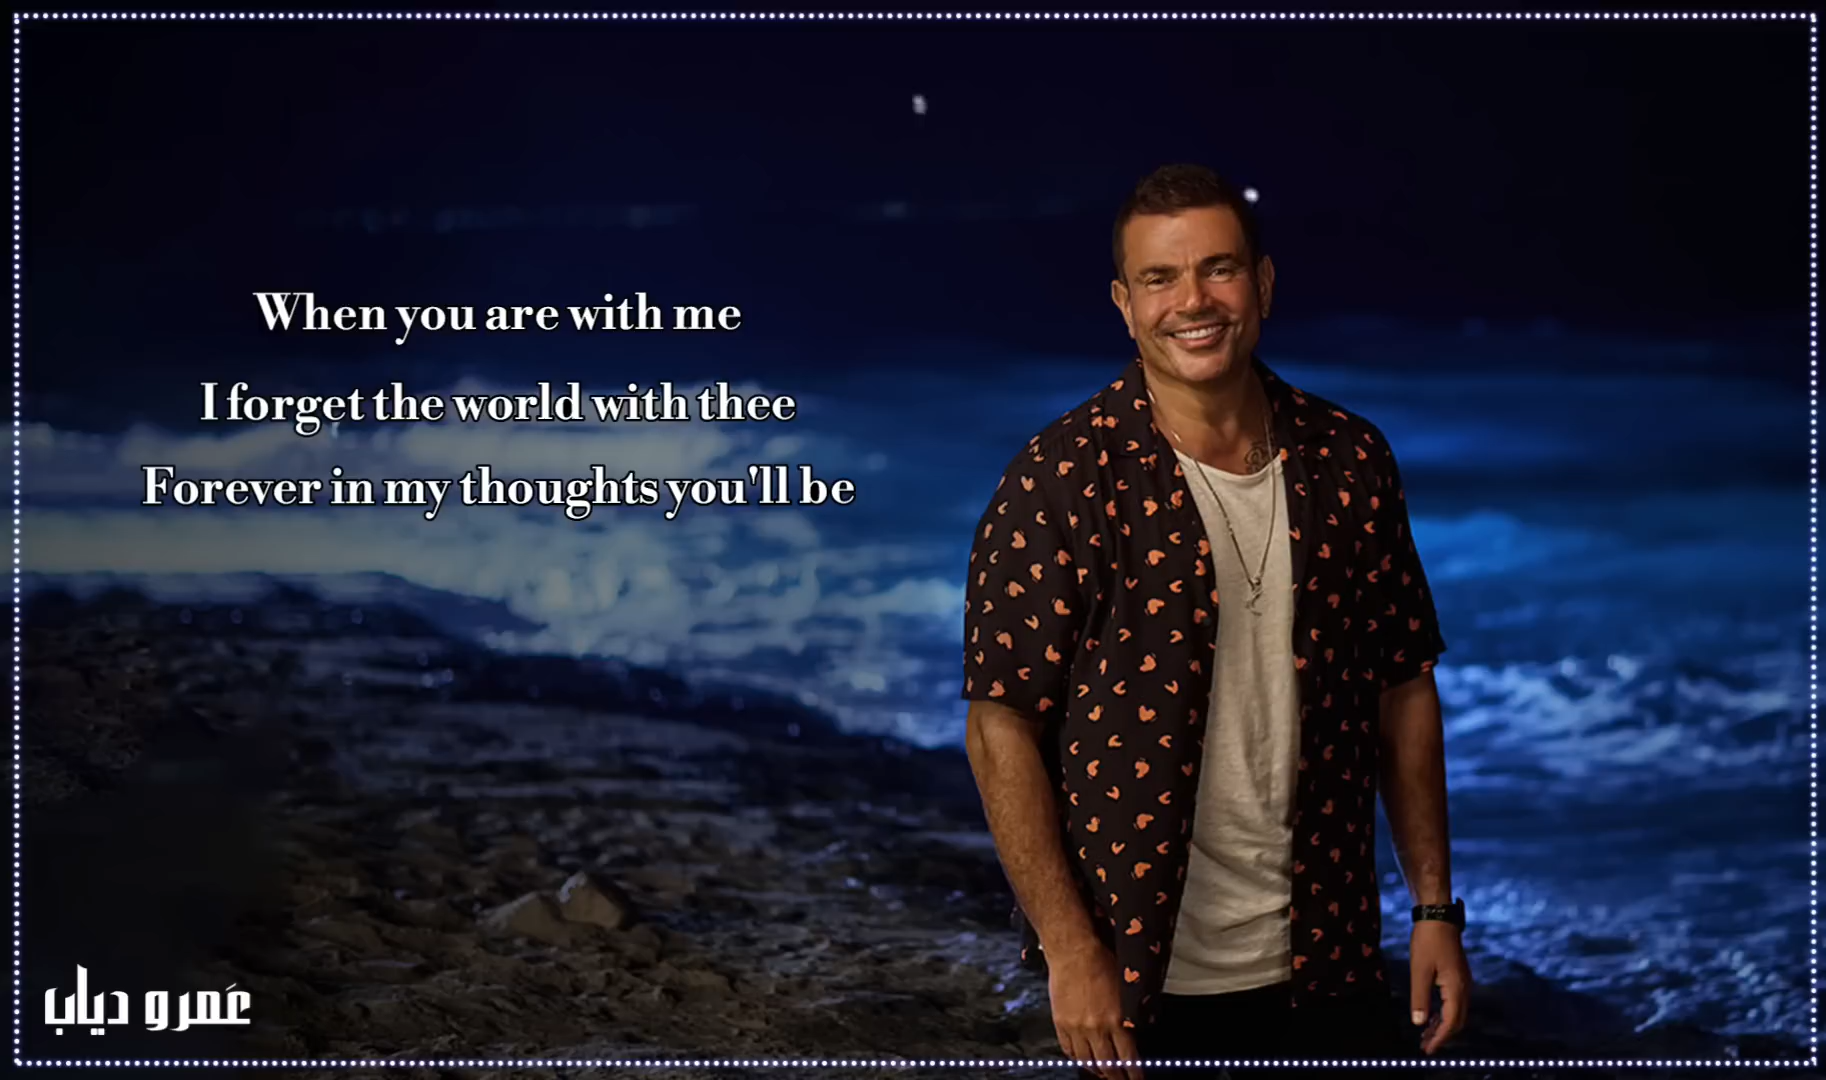 When you are with me
I forget the world with thee
Forever in my thoughts you'll be
عَمرو دياب